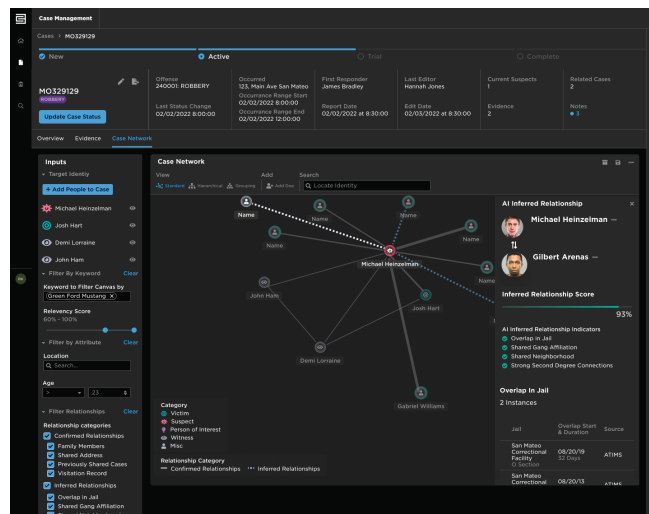 Case Management
Cases > MO329129
New
Active
Trial
Complete
MO329129
ROBBERY
Update Case Status
Offense
240001: ROBBERY
Last Status Change
02/02/2022 8:00:00
Occurred
123, Main Ave San Mateo
Occurrance Range Start
02/02/2022 8:00:00
Occurrance Range End
02/02/2022 12:00:00
First Responder
James Bradley
Report Date
02/02/2022 at 8:30:00
Last Editor
Hannah Jones
Edit Date
02/03/2022 at 8:30:00
Current Suspects
1
Evidence
2
Related Cases
2
Notes
3
Overview Evidence Case Network
Inputs
Target Identity
+ Add People to Case
Michael Heinzelman
Josh Hart
Demi Lorraine
John Ham
Filter By Keyword Clear
Keyword to Filter Canvas by
(Green Ford Mustang X)
Relevency Score
60% - 100%
Filter by Attribute Clear
Location
Search...
Age
> 23
Filter Relationships Clear
Relationship categories
Confirmed Relationships
Family Members
Shared Address
Previously Shared Cases
Visitation Record
Inferred Relationships
Overlap in Jail
Shared Gang Affiliation
Case Network
View Add Search
Standard Hierarchical Grouping Add One Locate Identity
Name
Name
Name
Name
Name
Name
Michael Heinzelman
John Ham
Josh Hart
Demi Lorraine
Gabriel Williams
Category
Victim
Suspect
Person of Interest
Witness
Misc
Relationship Category
Confirmed Relationships Inferred Relationships
AI Inferred Relationship ×
Michael Heinzelman
Gilbert Arenas
Inferred Relationship Score
93%
AI Inferred Relationship Indicators
Overlap in Jail
Shared Gang Affiliation
Shared Neighborhood
Strong Second Degree Connections
Overlap In Jail
2 Instances
Jail
Overlap Start
& Duration
Source
San Mateo
Correctional
Facility
O Section
08/20/19
32 Days
ATIMS
San Mateo
Correctional
08/20/13
ATIMS